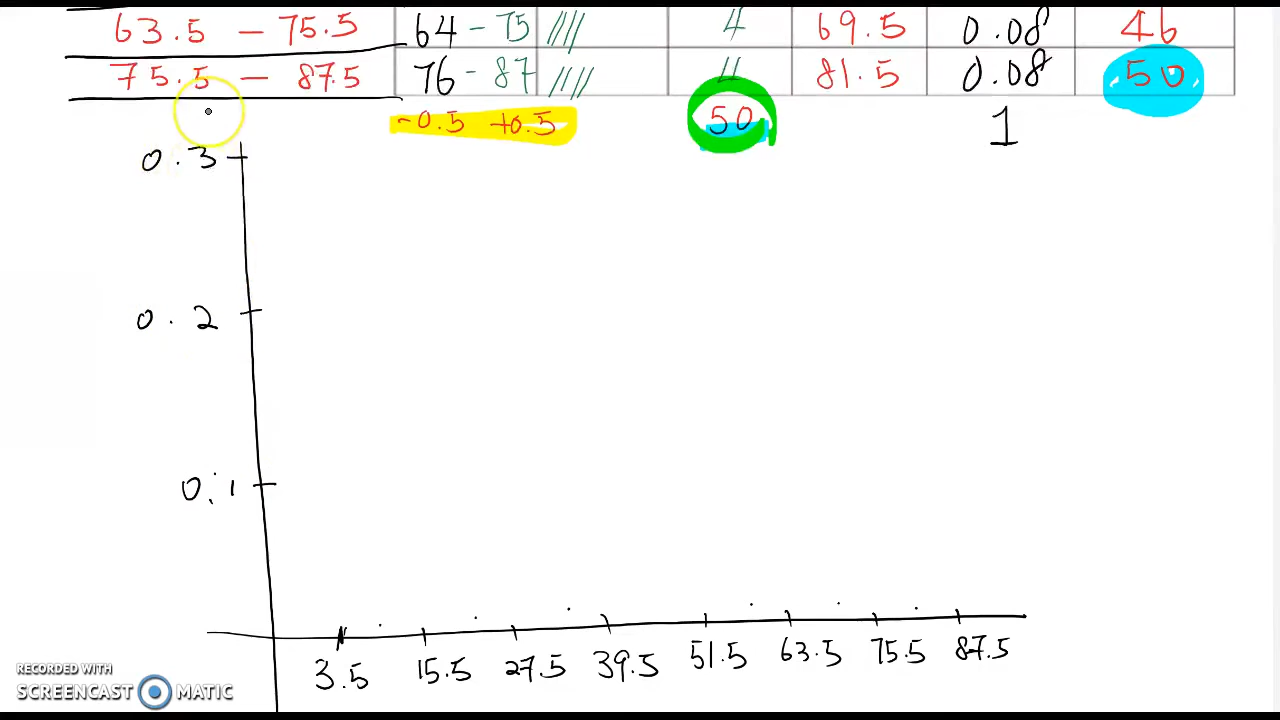 63.5 - 75.5 64 - 75 //// 4 69.5 0.08 46
75.5 - 87.5 76 - 87 //// 4 81.5 0.08 50
-0.5 +0.5 50 1
0.3
0.2
0.1
3.5 15.5 27.5 39.5 51.5 63.5 75.5 87.5
RECORDED WITH
SCREENCAST MATIC